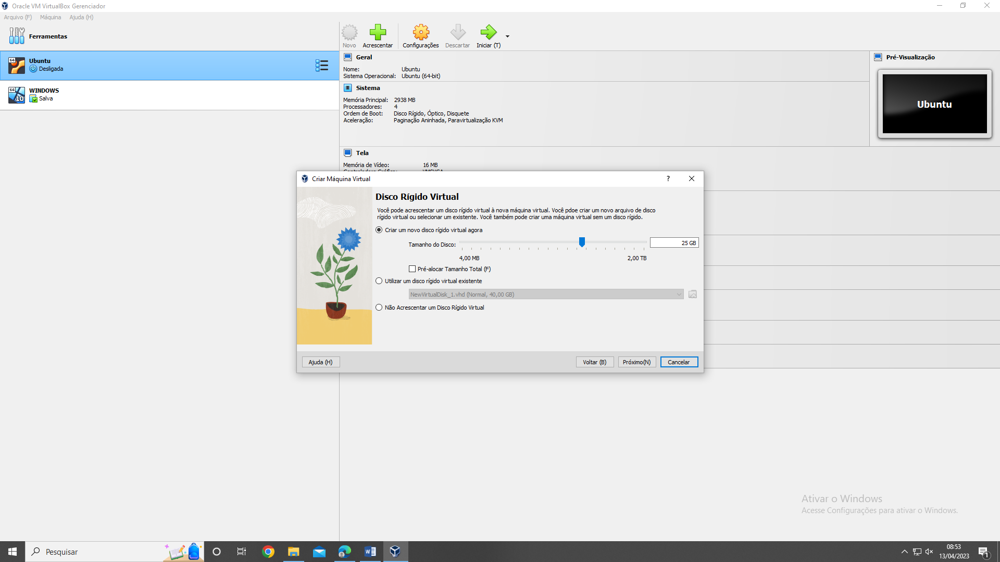 Oracle VM VirtualBox Gerenciador
Arquivo (F) Máquina Ajuda (H)
Ferramentas
64
Ubuntu
Desligada
64
10
WINDOWS
Salva
Novo Acrescentar Configurações Descartar Iniciar (T)
Geral
Nome: Ubuntu
Sistema Operacional: Ubuntu (64-bit)
Sistema
Memória Principal: 2938 MB
Processadores: 4
Ordem de Boot: Disco Rígido, Óptico, Disquete
Aceleração: Paginação Aninhada, Paravirtualização KVM
Pré-Visualização
Ubuntu
Tela
Memória de Vídeo: 16 MB
Criar Máquina Virtual
?
Disco Rígido Virtual
Você pode acrescentar um disco rígido virtual à nova máquina virtual. Você pdoe criar um novo arquivo de disco
rígido virtual ou selecionar um existente. Você também pode criar uma máquina virtual sem um disco rígido.
Criar um novo disco rígido virtual agora
Tamanho do Disco: 25 GB
4,00 MB 2,00 TB
Pré-alocar Tamanho Total (F)
Utilizar um disco rígido virtual existente
NewVirtualDisk_1.vhd (Normal, 40,00 GB)
Não Acrescentar um Disco Rígido Virtual
Ajuda (H) Voltar (B) Próximo(N) Cancelar
Ativar o Windows
Acesse Configurações para ativar o Windows.
Pesquisar
08:53
13/04/2023
1